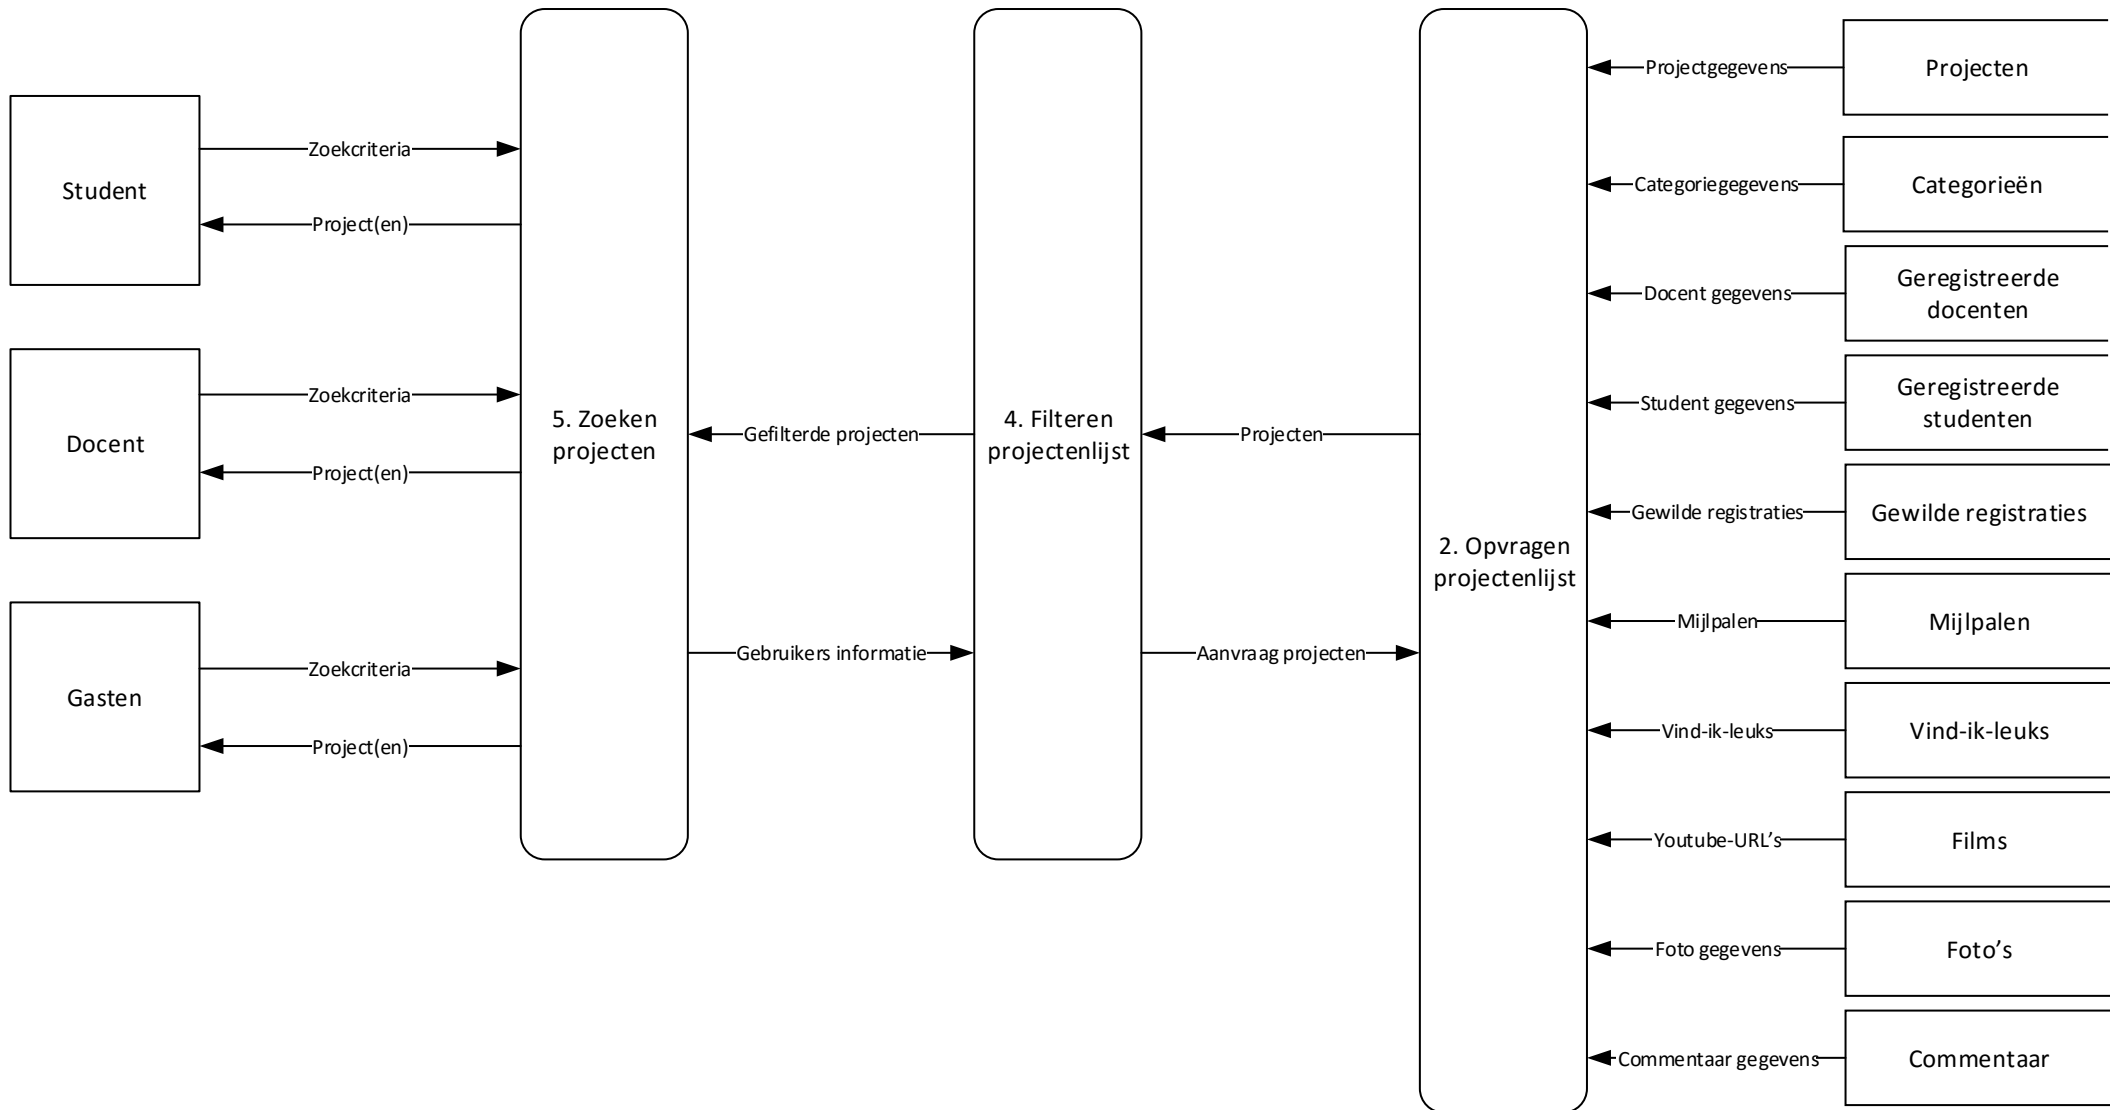 Student
Zoekcriteria
Project(en)
Docent
Zoekcriteria
Project(en)
Gasten
Zoekcriteria
Project(en)
5. Zoeken
projecten
Gefilterde projecten
Gebruikers informatie
4. Filteren
projectenlijst
Projecten
Aanvraag projecten
2. Opvragen
projectenlijst
Projectgegevens
Projecten
Categoriegegevens
Categorieën
Docent gegevens
Geregistreerde
docenten
Student gegevens
Geregistreerde
studenten
Gewilde registraties
Gewilde registraties
Mijlpalen
Mijlpalen
Vind-ik-leuks
Vind-ik-leuks
Youtube-URL's
Films
Foto gegevens
Foto's
Commentaar gegevens
Commentaar